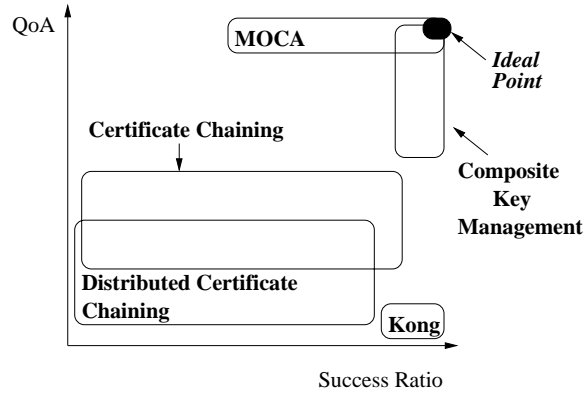 QoA
MOCA
Ideal
Point
Certificate Chaining
Composite
Key
Management
Distributed Certificate
Chaining
Kong
Success Ratio